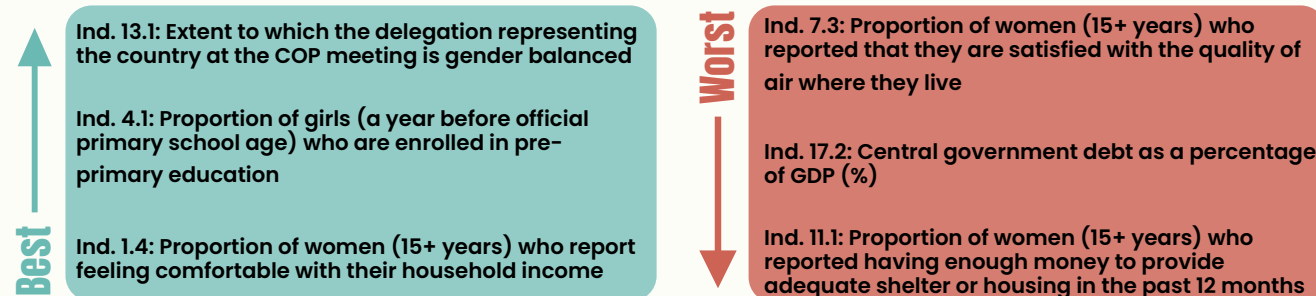 Best
Ind. 13.1: Extent to which the delegation representing
the country at the COP meeting is gender balanced
Ind. 4.1: Proportion of girls (a year before official
primary school age) who are enrolled in pre-
primary education
Ind. 1.4: Proportion of women (15+ years) who report
feeling comfortable with their household income
Worst
Ind. 7.3: Proportion of women (15+ years) who
reported that they are satisfied with the quality of
air where they live
Ind. 17.2: Central government debt as a percentage
of GDP (%)
Ind. 11.1: Proportion of women (15+ years) who
reported having enough money to provide
adequate shelter or housing in the past 12 months